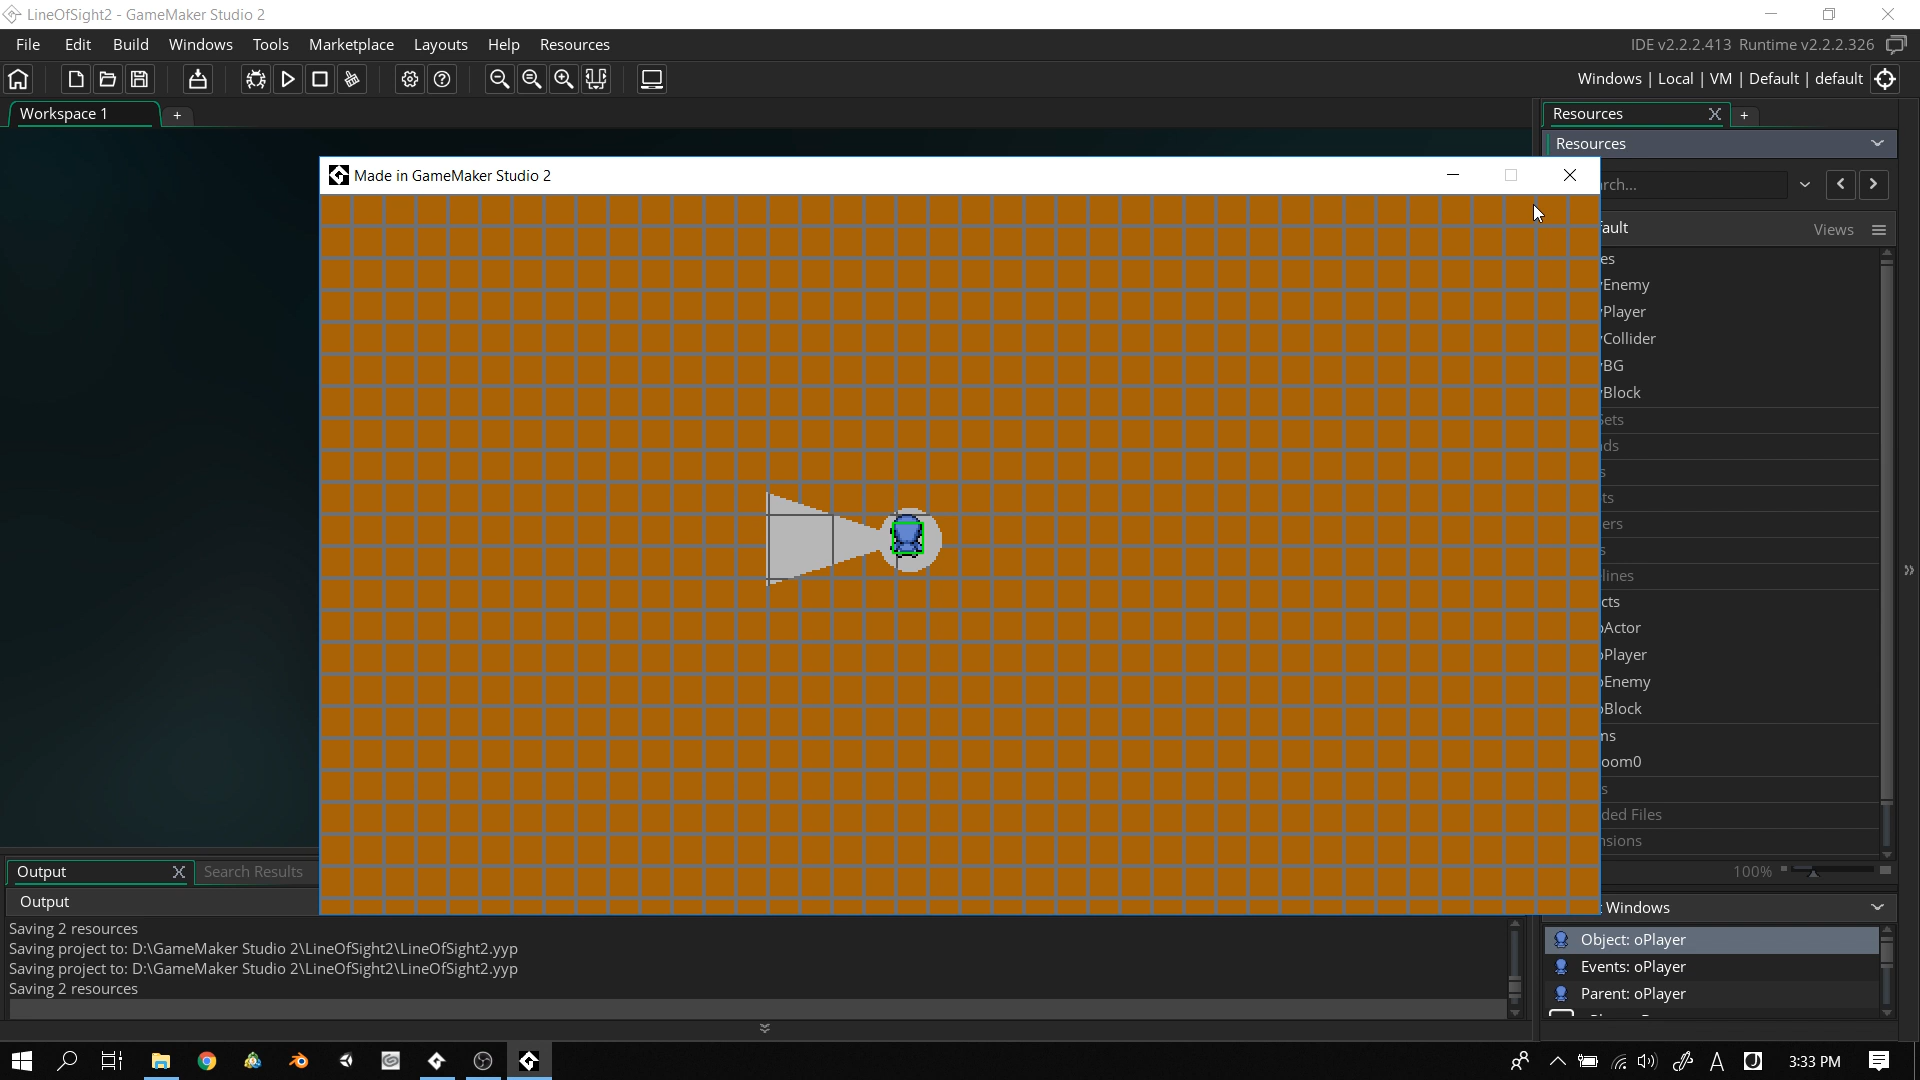 LineOfSight2 - GameMaker Studio 2
File Edit Build Windows Tools Marketplace Layouts Help Resources
IDE v2.2.2.413 Runtime v2.2.2.326
Windows | Local | VM | Default | default
Workspace 1
Resources
Resources
Made in GameMaker Studio 2
rch...
ault
Views
es
Enemy
Player
Collider
BG
Block
ets
ds
s
ts
ers
s
lines
cts
oActor
oPlayer
oEnemy
oBlock
ms
oom0
s
ded Files
nsions
100%
Output
Search Results
Output
Saving 2 resources
Saving project to: D:\GameMaker Studio 2\LineOfSight2\LineOfSight2.yyp
Saving project to: D:\GameMaker Studio 2\LineOfSight2\LineOfSight2.yyp
Saving 2 resources
Windows
Object: oPlayer
Events: oPlayer
Parent: oPlayer
3:33 PM